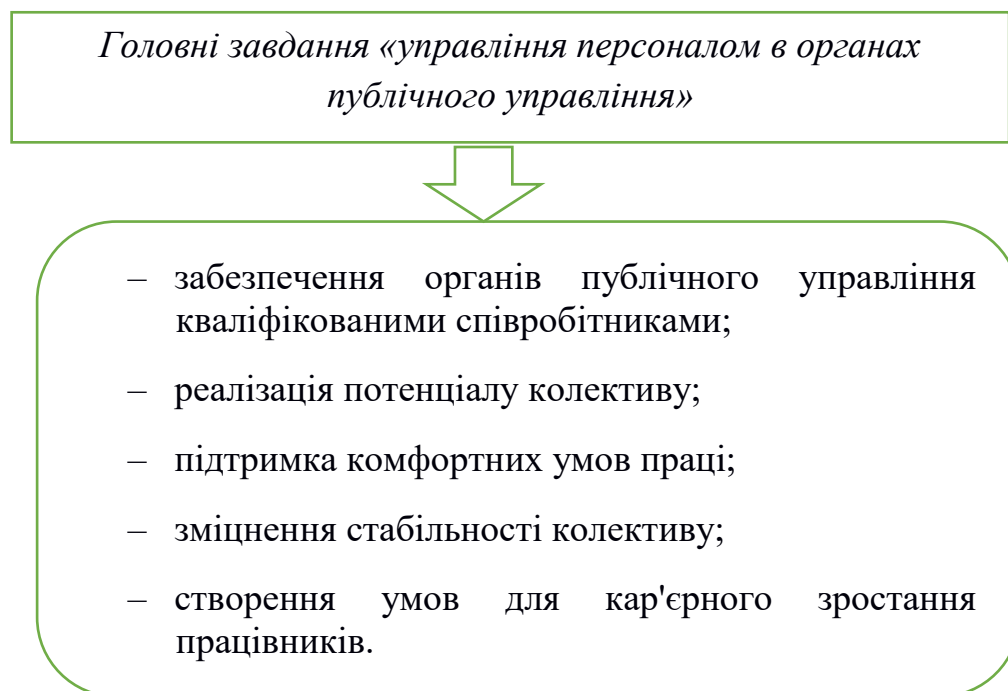 Головні завдання «управління персоналом в органах
публічного управління»
– забезпечення органів публічного управління
кваліфікованими співробітниками;
– реалізація потенціалу колективу;
– підтримка комфортних умов праці;
– зміцнення стабільності колективу;
– створення умов для кар'єрного зростання
працівників.